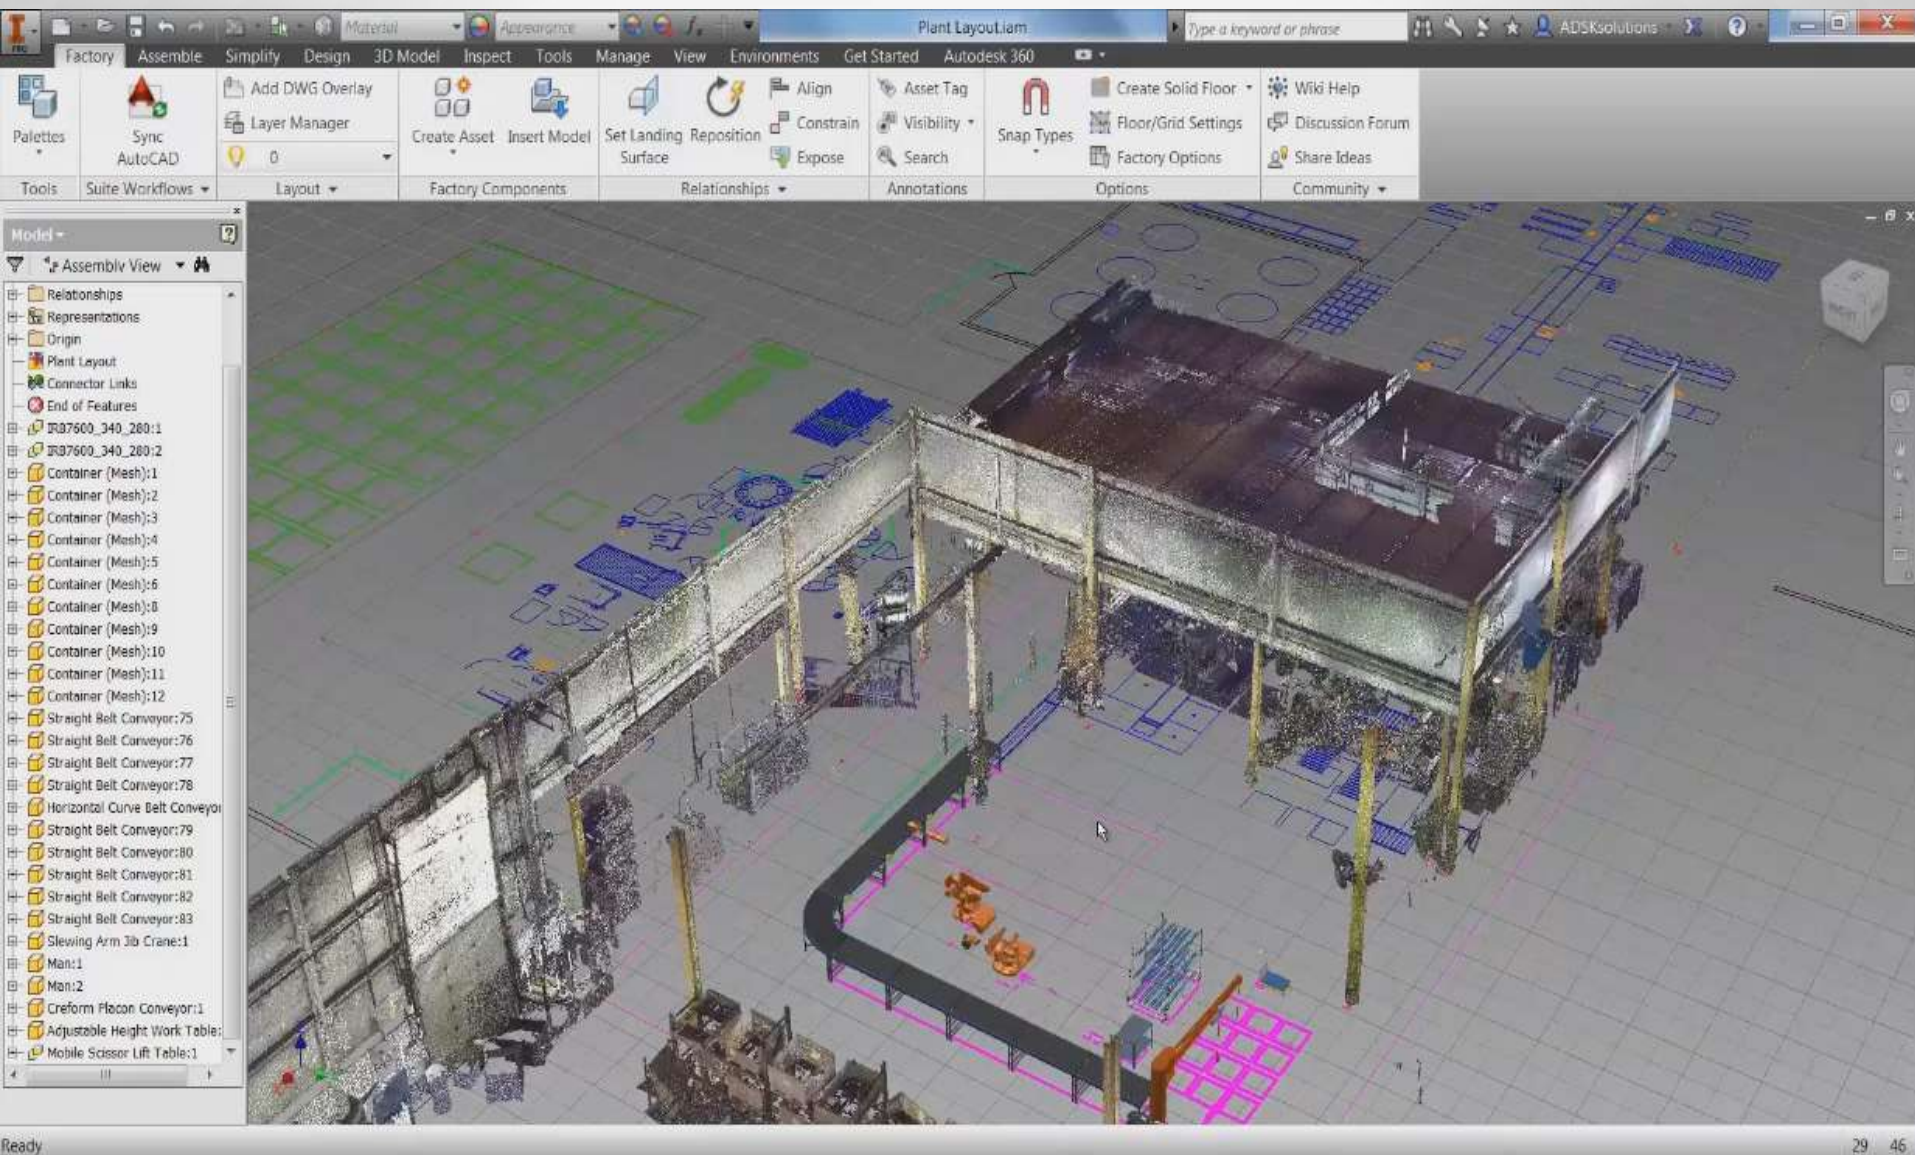 PRO
Material
Appearance
Plant Layout.iam
Type a keyword or phrase
ADSKsolutions
Factory Assemble Simplify Design 3D Model Inspect Tools Manage View Environments Get Started Autodesk 360
Palettes
Sync
AutoCAD
Add DWG Overlay
Layer Manager
0
Create Asset
Insert Model
Set Landing
Surface
Reposition
Align
Constrain
Expose
Asset Tag
Visibility
Search
Snap Types
Create Solid Floor
Floor/Grid Settings
Factory Options
Wiki Help
Discussion Forum
Share Ideas
Tools Suite Workflows Layout Factory Components Relationships Annotations Options Community
Model
Assembly View
Relationships
Representations
Origin
Plant Layout
Connector Links
End of Features
IRB7600_340_280:1
IRB7600_340_280:2
Container (Mesh):1
Container (Mesh):2
Container (Mesh):3
Container (Mesh):4
Container (Mesh):5
Container (Mesh):6
Container (Mesh):8
Container (Mesh):9
Container (Mesh):10
Container (Mesh):11
Container (Mesh):12
Straight Belt Conveyor:75
Straight Belt Conveyor:76
Straight Belt Conveyor:77
Straight Belt Conveyor:78
Horizontal Curve Belt Conveyor
Straight Belt Conveyor:79
Straight Belt Conveyor:80
Straight Belt Conveyor:81
Straight Belt Conveyor:82
Straight Belt Conveyor:83
Slewing Arm Jib Crane:1
Man:1
Man:2
Creform Placon Conveyor:1
Adjustable Height Work Table:
Mobile Scissor Lift Table:1
Ready
29 46